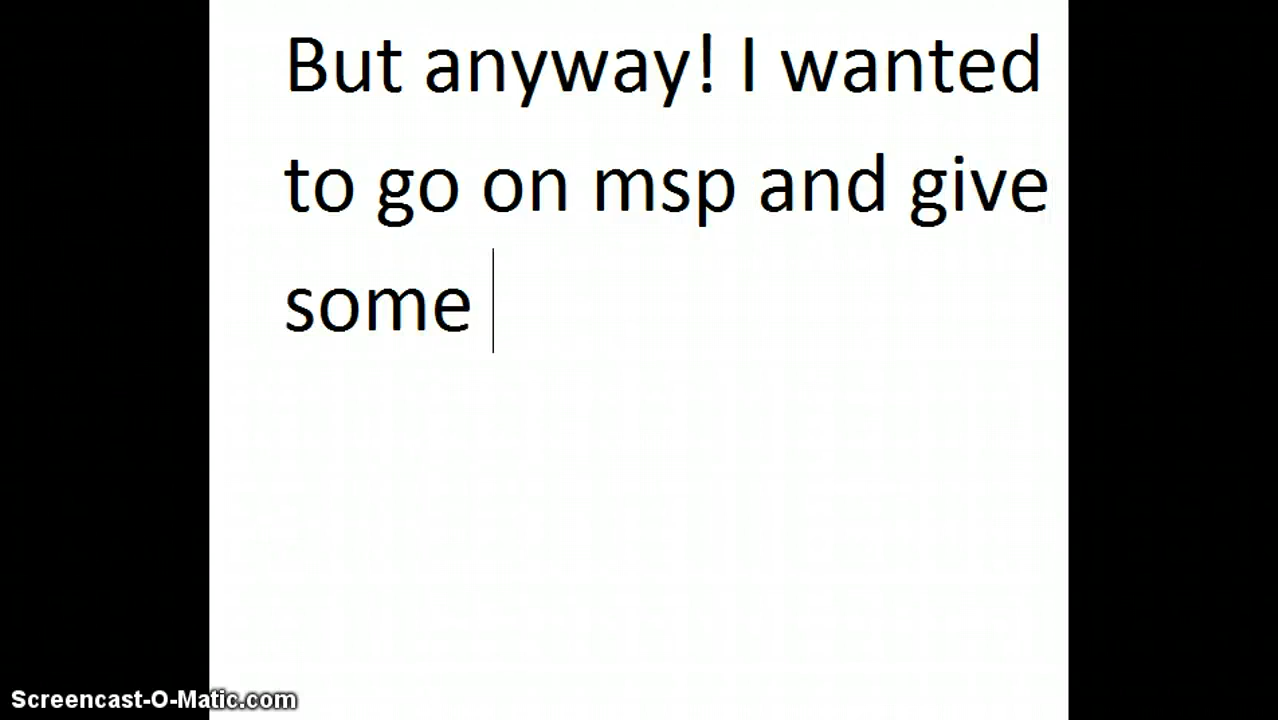 But anyway! I wanted
to go on msp and give
some
Screencast-O-Matic.com